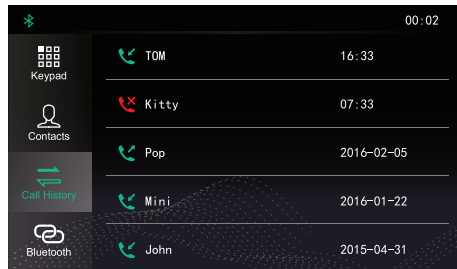 00:02
Keypad
TOM 16:33
Contacts
Kitty 07:33
Pop 2016-02-05
Call History
Mini 2016-01-22
Bluetooth
John 2015-04-31